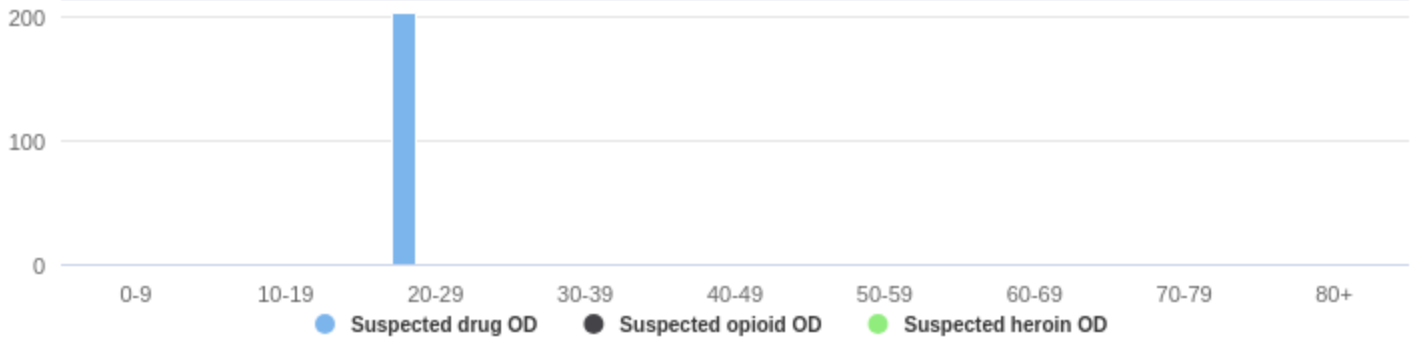 200
100
0
0-9 10-19 20-29 30-39 40-49 50-59 60-69 70-79 80+
Suspected drug OD Suspected opioid OD Suspected heroin OD